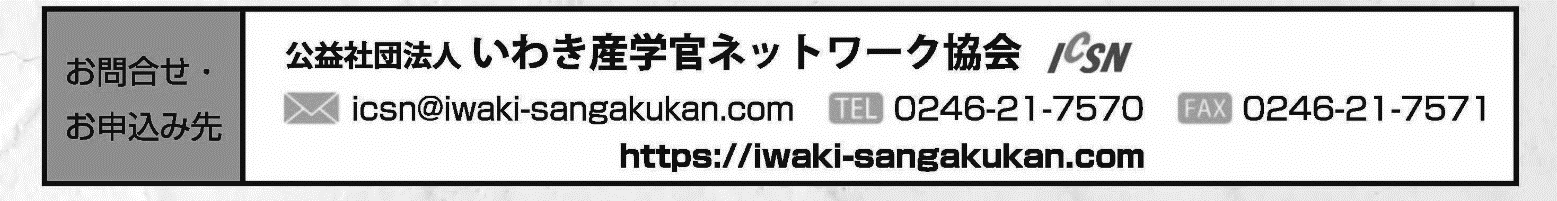 お問合せ・
お申込み先
公益社団法人 いわき産学官ネットワーク協会 ICSN
icsn@iwaki-sangakukan.com TEL 0246-21-7570 FAX 0246-21-7571
https://iwaki-sangakukan.com